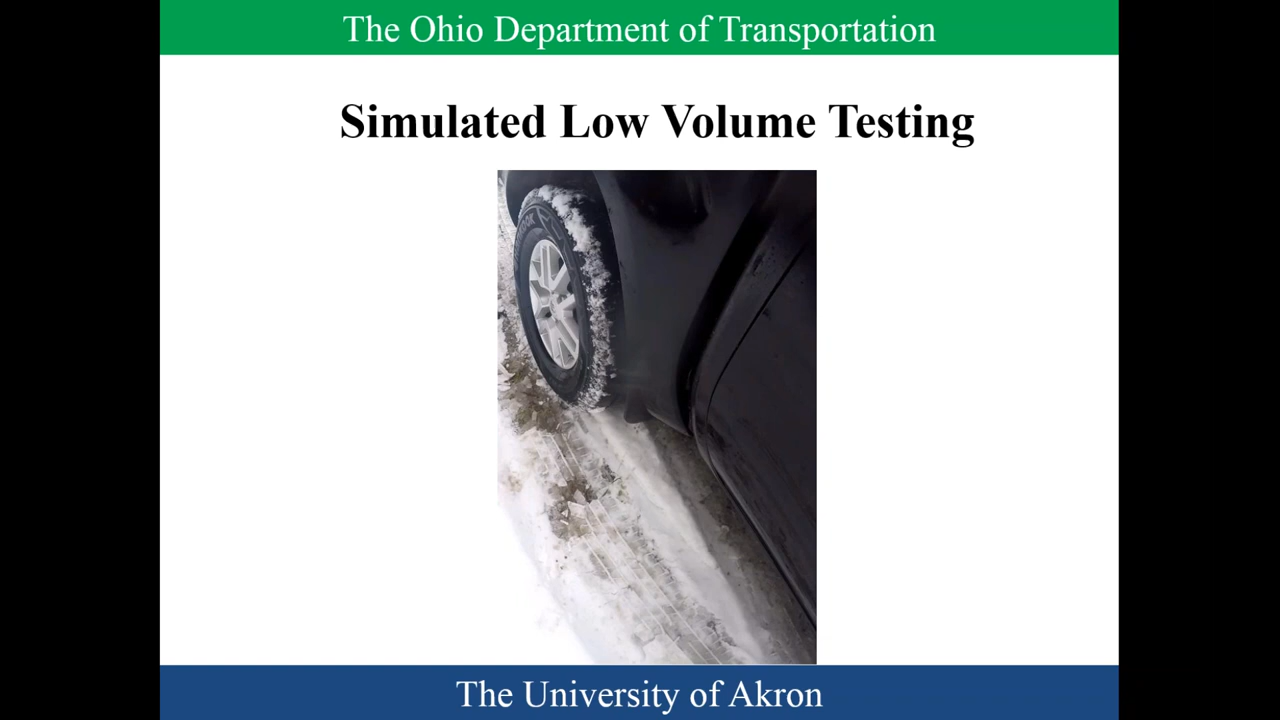 The Ohio Department of Transportation
Simulated Low Volume Testing
The University of Akron